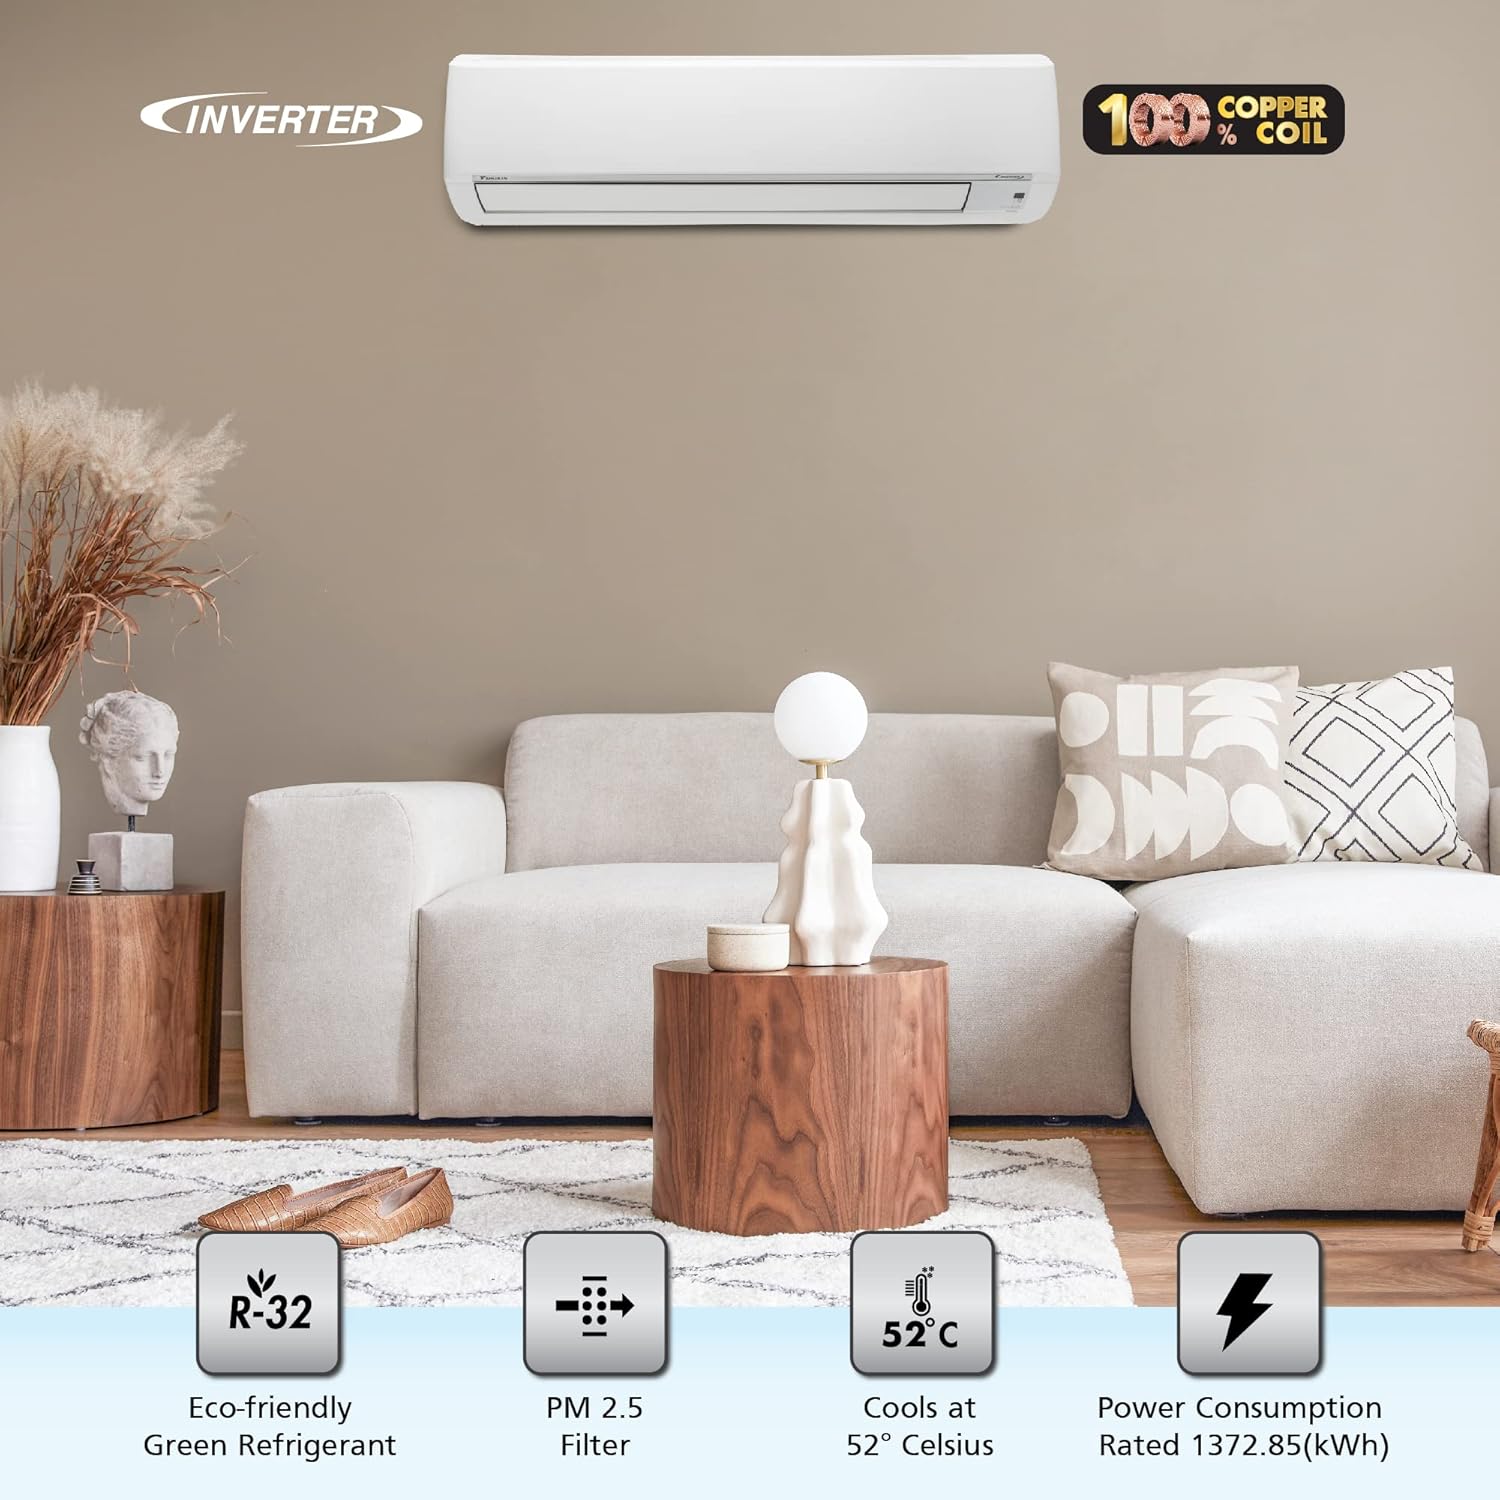 INVERTER
100% COPPER COIL
DAIKIN
R-32
52°C
Eco-friendly
Green Refrigerant
PM 2.5
Filter
Cools at
52° Celsius
Power Consumption
Rated 1372.85(kWh)